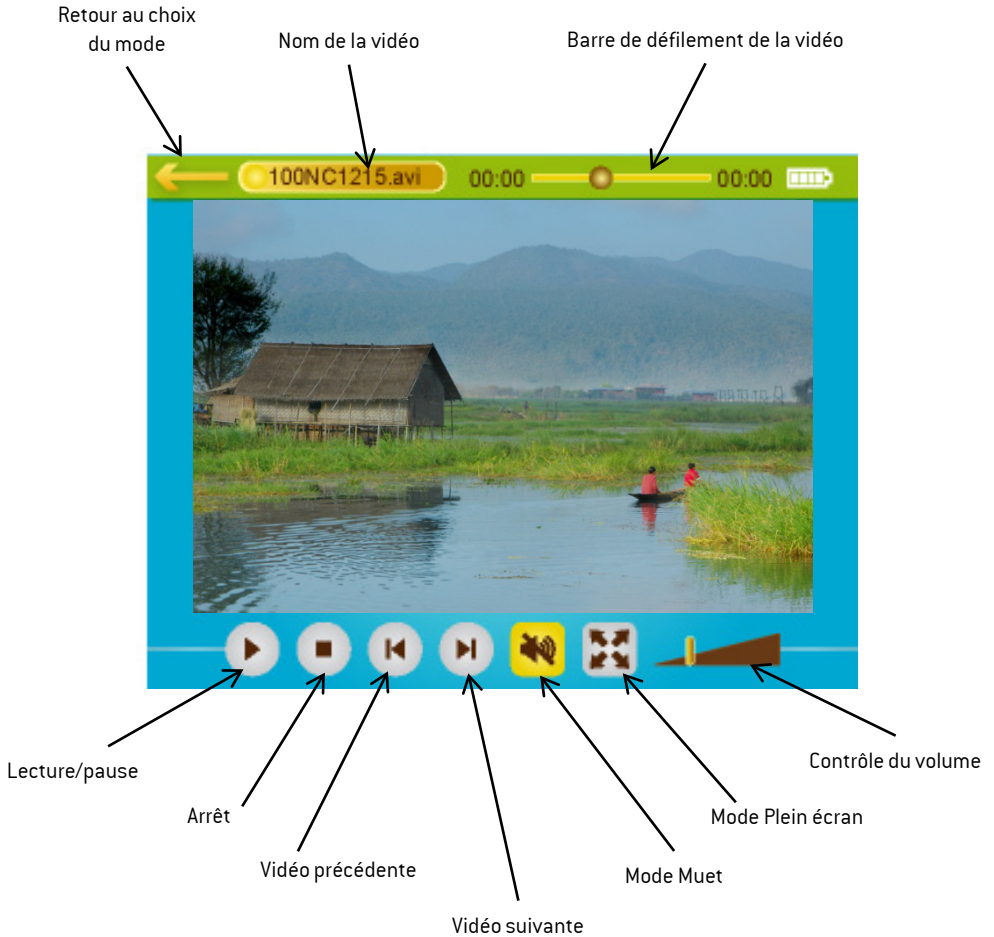 Retour au choix
du mode
Nom de la vidéo
Barre de défilement de la vidéo
100NC1215.avi
00:00
00:00
Lecture/pause
Arrêt
Vidéo précédente
Vidéo suivante
Mode Muet
Mode Plein écran
Contrôle du volume